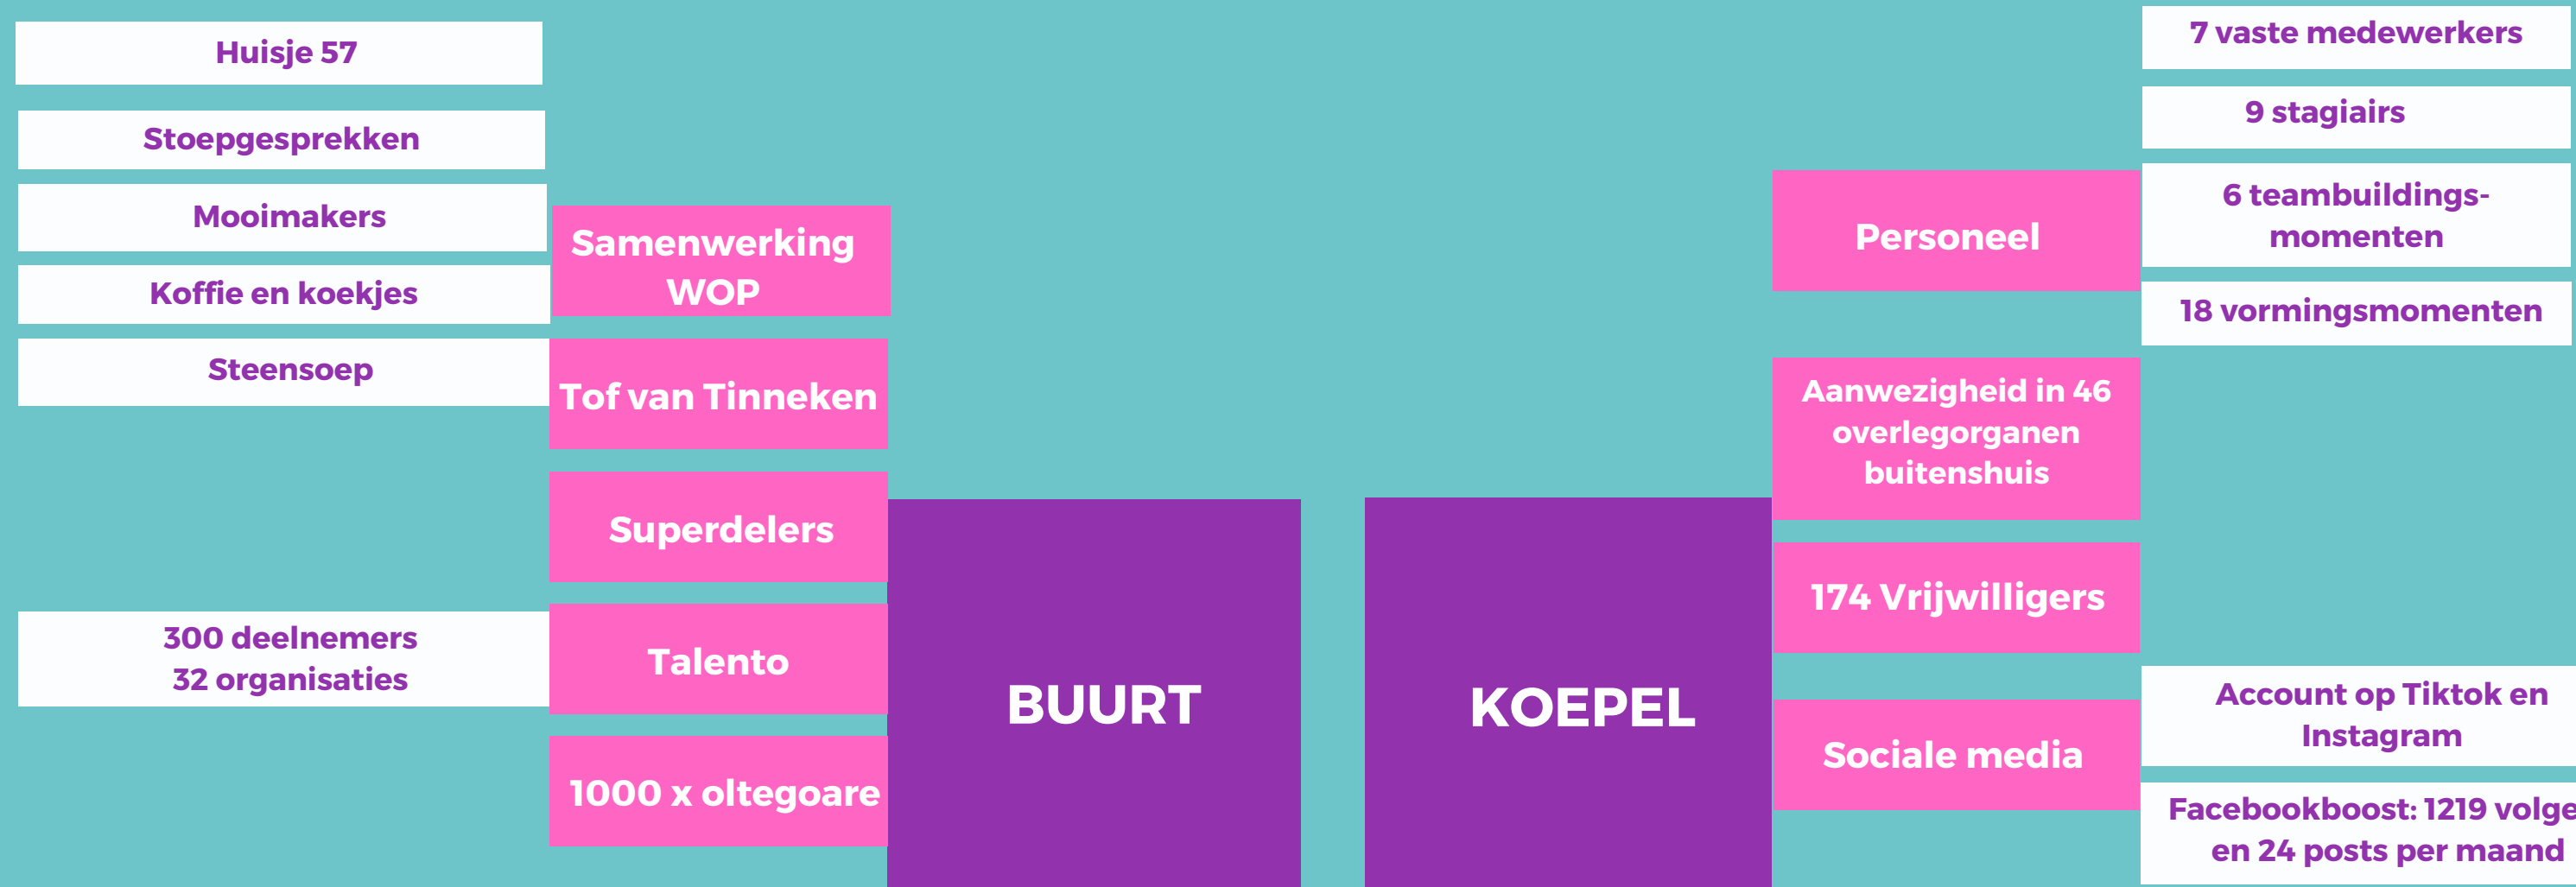 Huisje 57
Stoepgesprekken
Mooimakers
Koffie en koekjes
Steensoep
300 deelnemers
32 organisaties
Samenwerking
WOP
Tof van Tinneken
Superdelers
Talento
1000 x oltegoare
BUURT
KOEPEL
Personeel
Aanwezigheid in 46
overlegorganen
buitenshuis
174 Vrijwilligers
Sociale media
7 vaste medewerkers
9 stagiairs
6 teambuildings-
momenten
18 vormingsmomenten
Account op Tiktok en
Instagram
Facebookboost: 1219
en 24 posts per maand